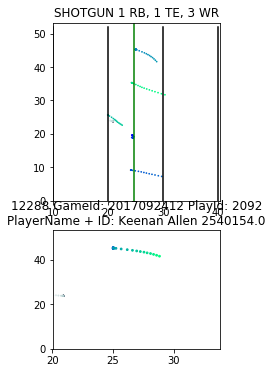 SHOTGUN 1 RB, 1 TE, 3 WR
50
40
30
20
10
0
10 20 30 40
12288 GameId: 2017092412 PlayId: 2092
PlayerName + ID: Keenan Allen 2540154.0
40
20
0
20 25 30